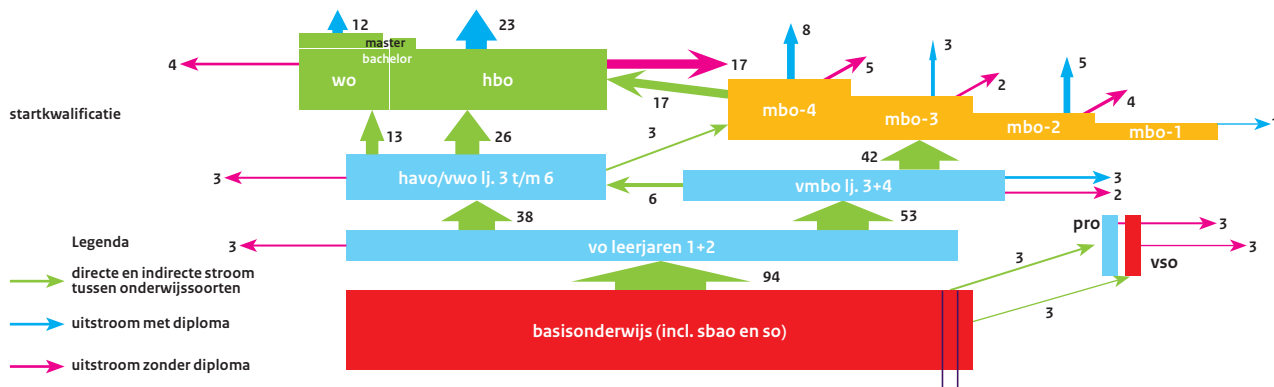 12
23
8
3
5
master
bachelor
4
wo
hbo
17
5
2
4
17
mbo-4
mbo-3
mbo-2
mbo-1
startkwalificatie
13
26
3
42
3
havo/vwo lj. 3 t/m 6
6
vmbo lj. 3+4
3
2
38
53
Legenda
3
vo leerjaren 1+2
pro
vso
3
3
directe en indirecte stroom
tussen onderwijssoorten
94
3
3
uitstroom met diploma
basisonderwijs (incl. sbao en so)
uitstroom zonder diploma